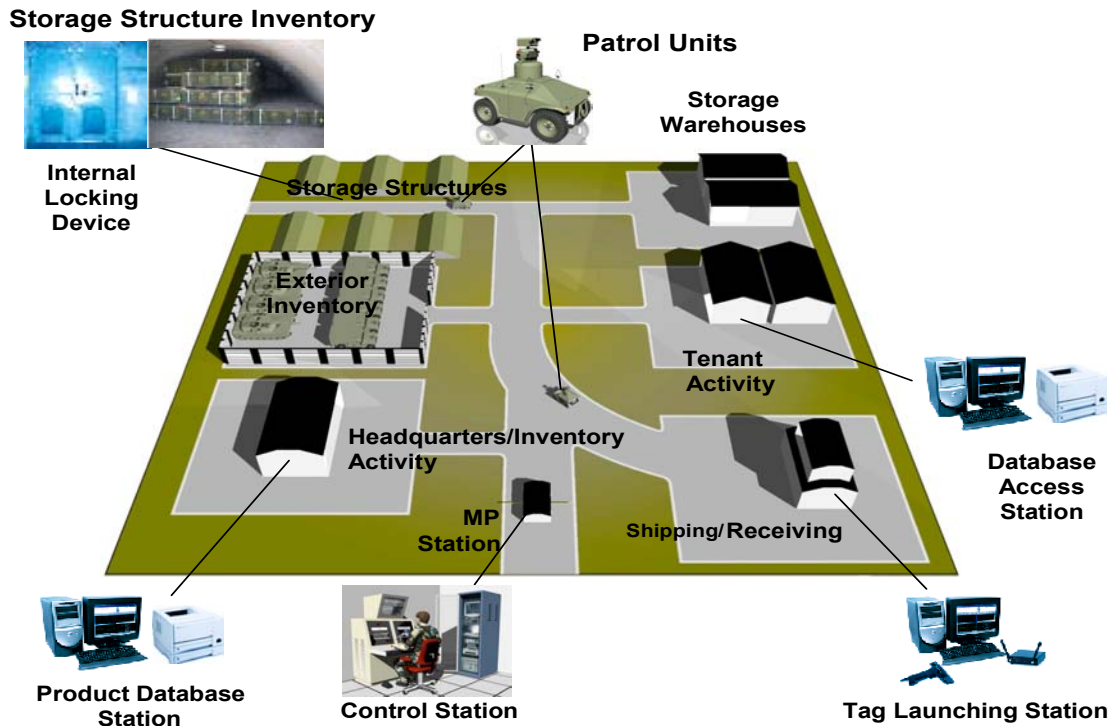 Storage Structure Inventory
Patrol Units
Storage
Warehouses
Internal
Locking
Device
Storage Structures
Exterior
Inventory
Tenant
Activity
Headquarters/Inventory
Activity
Database
Access
Station
MP
Station
Shipping/Receiving
Product Database
Station
Control Station
Tag Launching Station